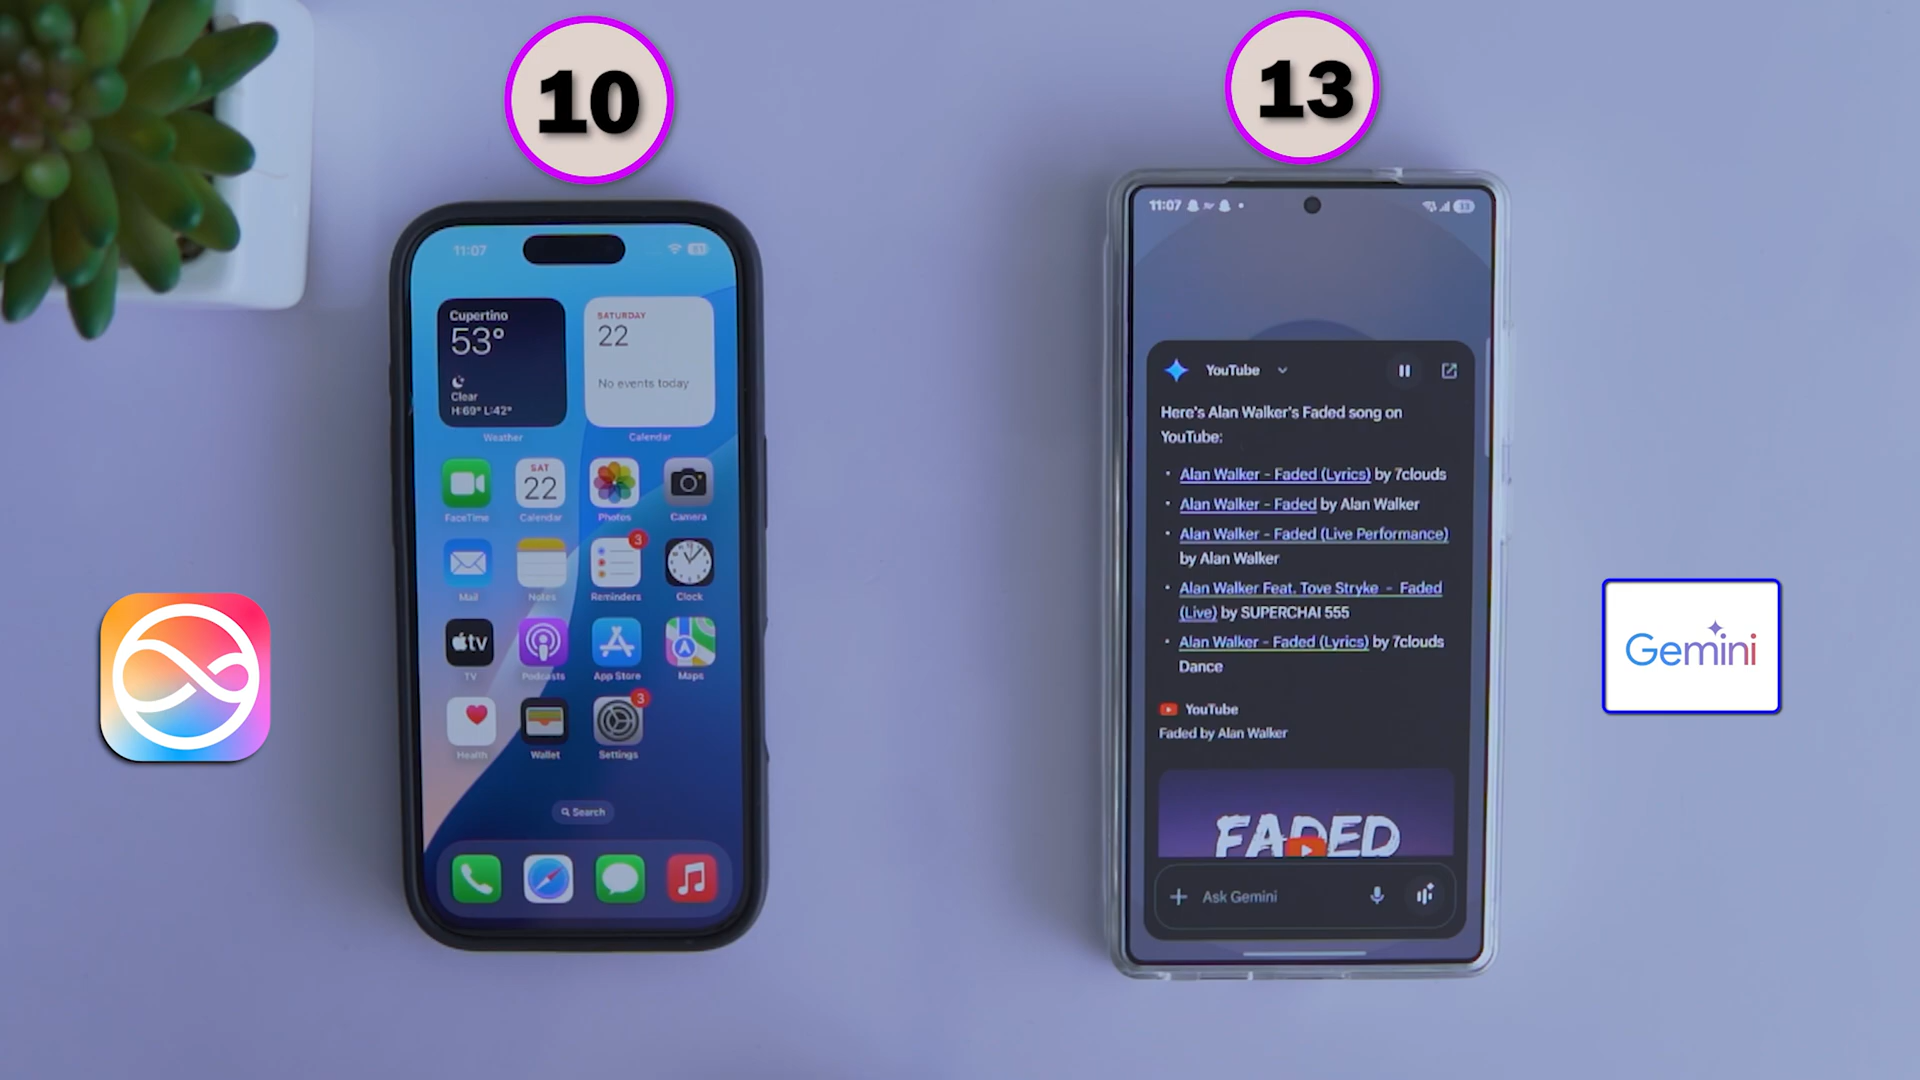 10
13
11:07
Cupertino
53°
Clear
H:69° L:42°
Weather
SATURDAY
22
No events today
Calendar
FaceTime
SAT
22
Calendar
Photos
Camera
Mail
Notes
3
Reminders
Clock
tv
TV
Podcasts
App Store
Maps
Health
Wallet
3
Settings
Search
11:07
YouTube
Here's Alan Walker's Faded song on
YouTube:
· Alan Walker - Faded (Lyrics) by 7clouds
· Alan Walker - Faded by Alan Walker
· Alan Walker - Faded (Live Performance)
by Alan Walker
· Alan Walker Feat. Tove Stryke - Faded
(Live) by SUPERCHAI 555
· Alan Walker - Faded (Lyrics) by 7clouds
Dance
YouTube
Faded by Alan Walker
FADED
Ask Gemini
Gemini